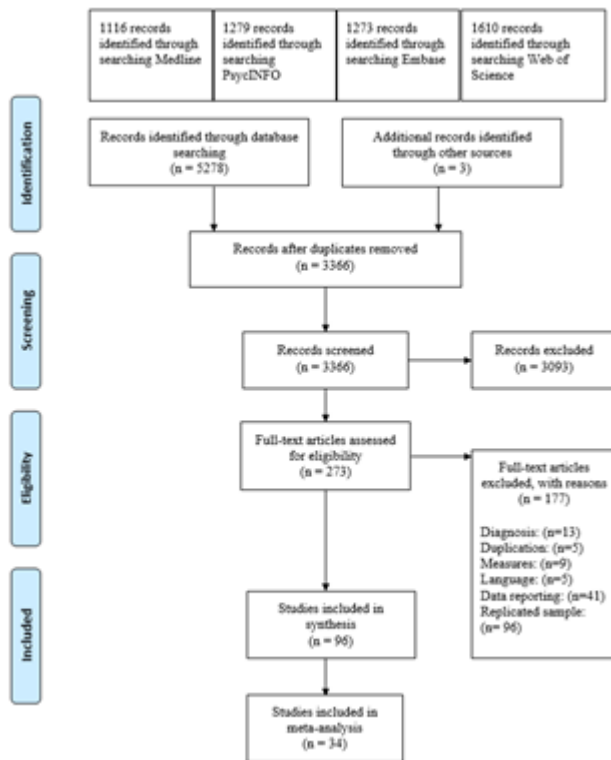 1116 records
identified through
searching Medline
1279 records
identified through
searching
PsycINFO
1273 records
identified through
searching Embase
1610 records
identified through
searching Web of
Science
Identification
Records identified through database
searching
(n = 5278)
Additional records identified
through other sources
(n = 3)
Records after duplicates removed
(n = 3366)
Screening
Records screened
(n = 3366)
Records excluded
(n = 3093)
Eligibility
Full-text articles assessed
for eligibility
(n = 273)
Full-text articles
excluded, with reasons
(n = 177)
Diagnosis: (n=13)
Duplication: (n=5)
Measures: (n=9)
Language: (n=5)
Data reporting: (n=41)
Replicated sample:
(n= 96)
Included
Studies included in
synthesis
(n = 96)
Studies included in
meta-analysis
(n = 34)